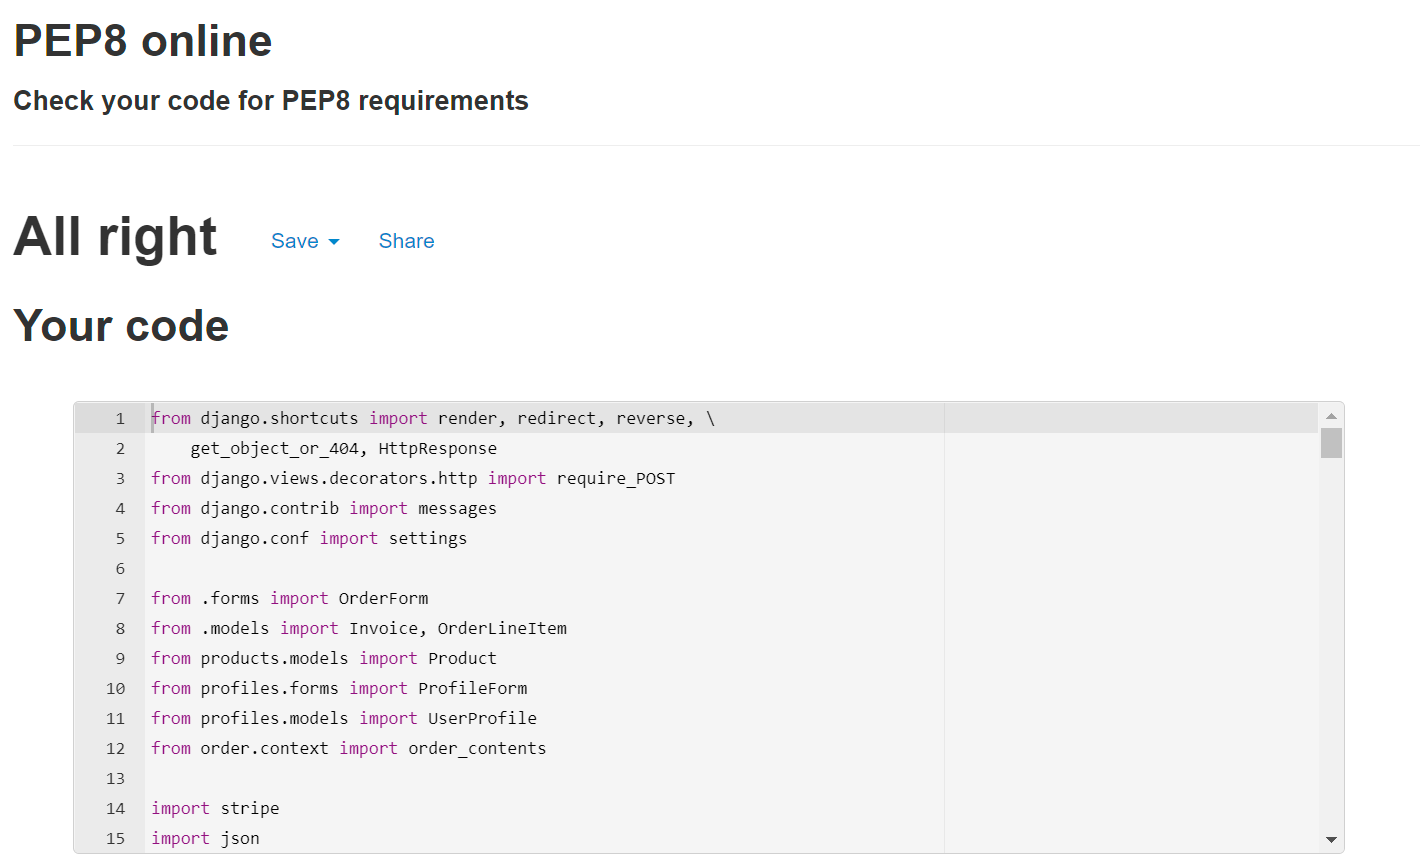 PEP8 online
Check your code for PEP8 requirements
All right Save Share
Your code
1 from django.shortcuts import render, redirect, reverse, \
2     get_object_or_404, HttpResponse
3 from django.views.decorators.http import require_POST
4 from django.contrib import messages
5 from django.conf import settings
6
7 from .forms import OrderForm
8 from .models import Invoice, OrderLineItem
9 from products.models import Product
10 from profiles.forms import ProfileForm
11 from profiles.models import UserProfile
12 from order.context import order_contents
13
14 import stripe
15 import json